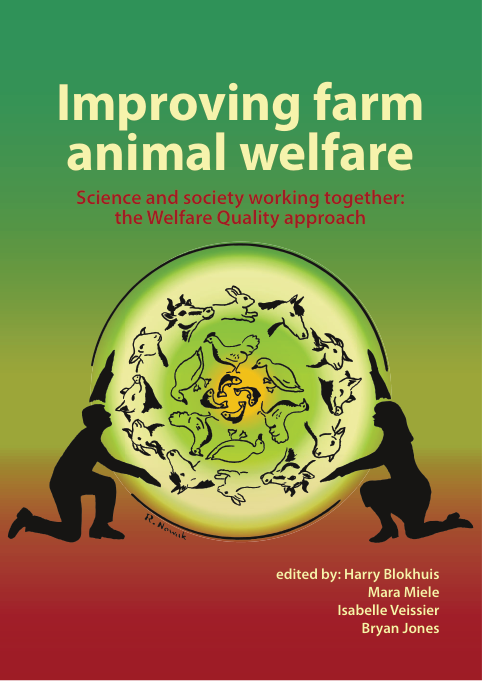 Improving farm
animal welfare
Science and society working together:
the Welfare Quality approach
R. Nowak
edited by: Harry Blokhuis
Mara Miele
Isabelle Veissier
Bryan Jones